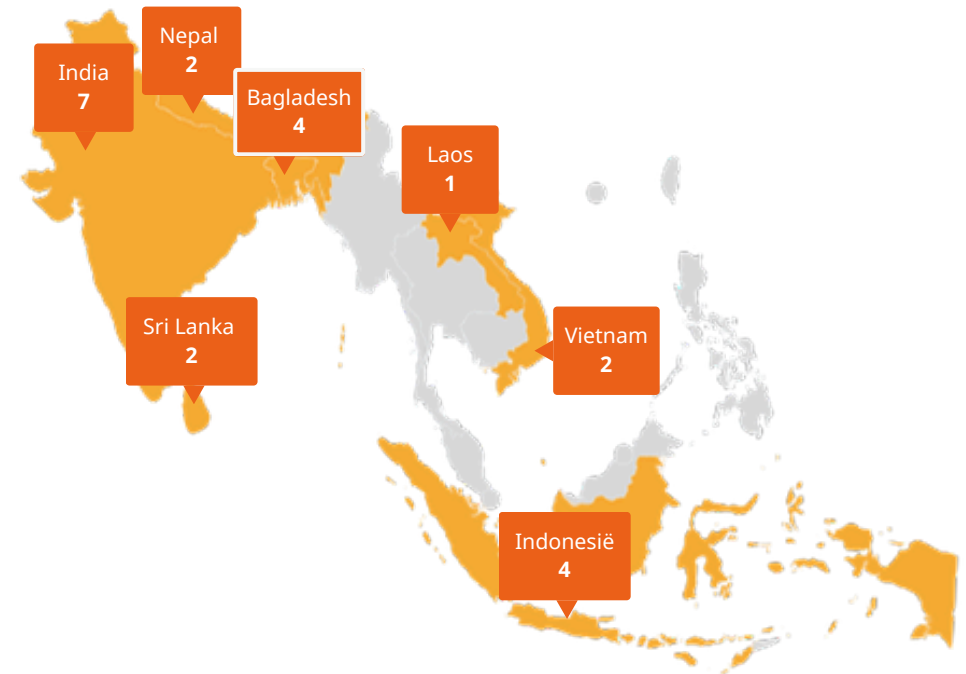 Nepal
2
India
7
Bagladesh
4
Laos
1
Sri Lanka
2
Vietnam
2
Indonesië
4